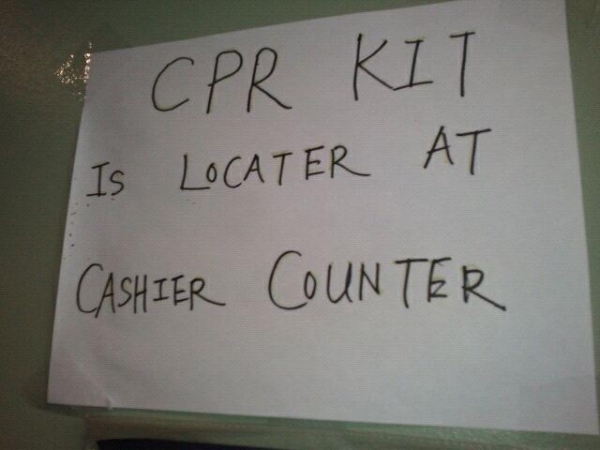 CPR KIT
IS LOCATER AT
CASHIER COUNTER